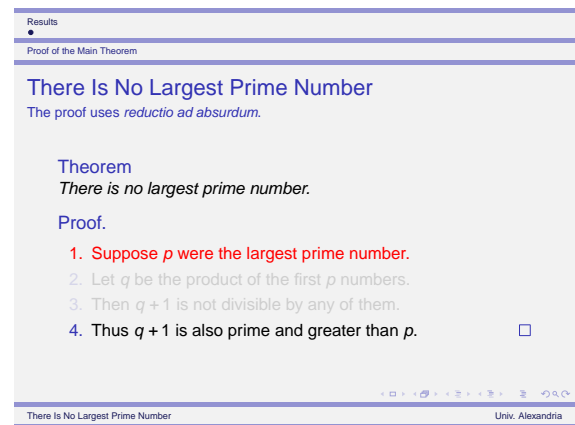 Results
Proof of the Main Theorem
There Is No Largest Prime Number
The proof uses reductio ad absurdum.
Theorem
There is no largest prime number.
Proof.
1. Suppose p were the largest prime number.
2. Let q be the product of the first p numbers.
3. Then q + 1 is not divisible by any of them.
4. Thus q + 1 is also prime and greater than p.
There Is No Largest Prime Number Univ. Alexandria